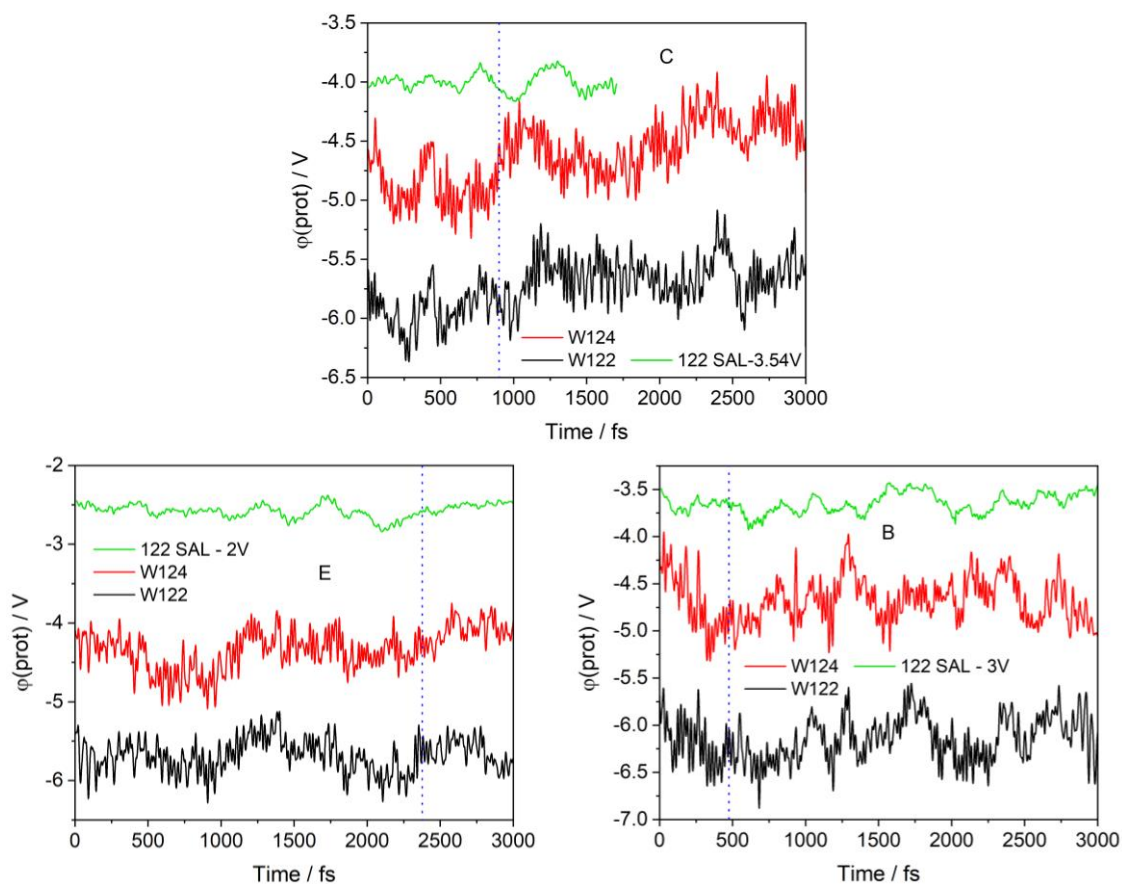 -3.5
C
-4.0
-4.5
φ(prot) / V
-5.0
-5.5
-6.0
W124
W122 122 SAL-3.54V
-6.5
0 500 1000 1500 2000 2500 3000
Time / fs
-2
-3
122 SAL - 2V
W124
E
W122
φ(prot) / V
-4
-5
-6
0 500 1000 1500 2000 2500 3000
Time / fs
-3.5
B
-4.0
-4.5
φ(prot) / V
-5.0
W124 122 SAL - 3V
W122
-5.5
-6.0
-6.5
-7.0
0 500 1000 1500 2000 2500 3000
Time / fs